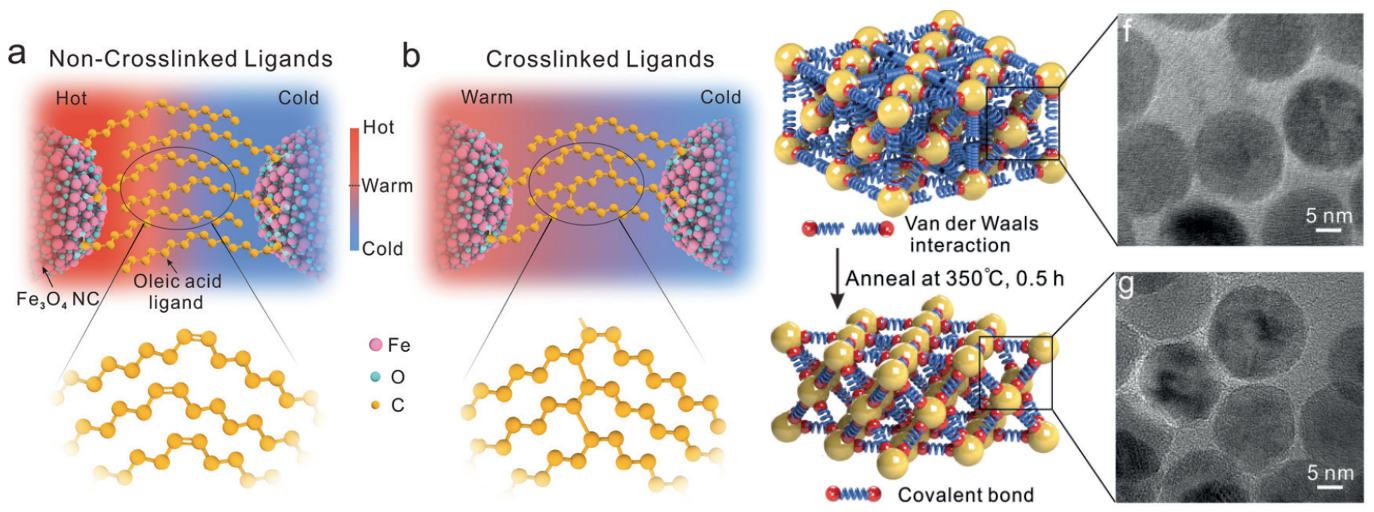 a
Non-Crosslinked Ligands
Hot
Cold
Oleic acid
ligand
Fe₃O₄ NC
Hot
Warm
Cold
b
Crosslinked Ligands
Warm
Cold
Fe
O
C
Van der Waals
interaction
Anneal at 350℃, 0.5 h
Covalent bond
f
5 nm
g
5 nm